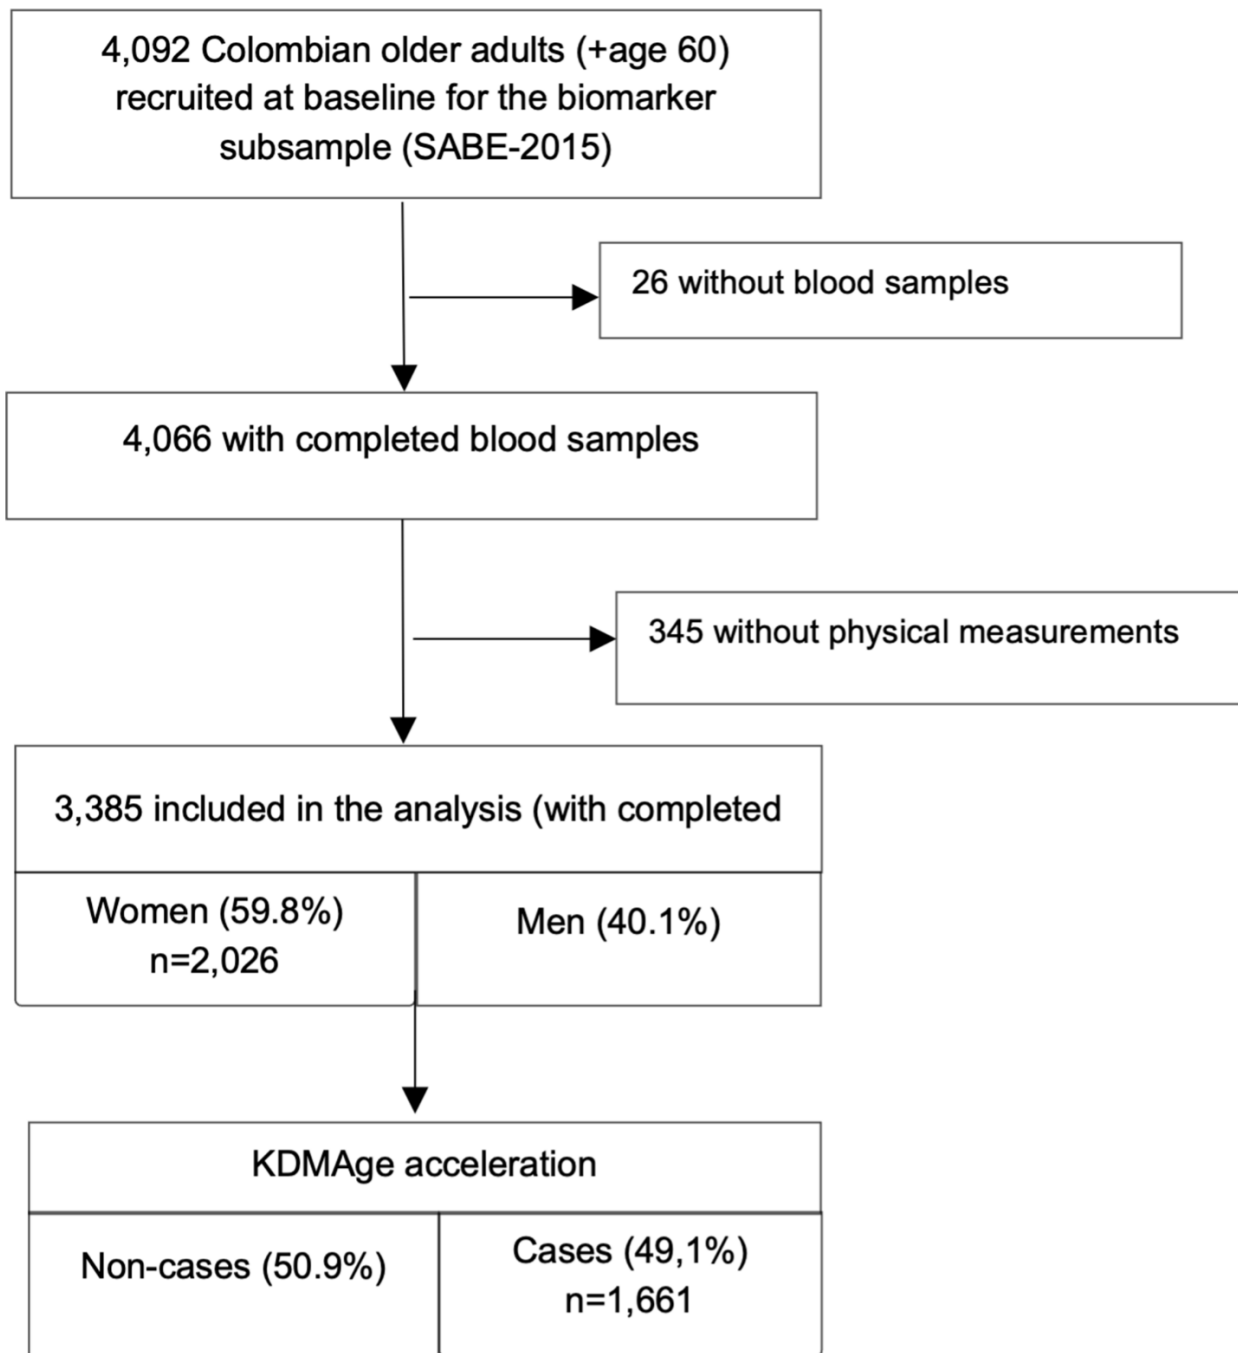 4,092 Colombian older adults (+age 60)
recruited at baseline for the biomarker
subsample (SABE-2015)
26 without blood samples
4,066 with completed blood samples
345 without physical measurements
3,385 included in the analysis (with completed
Women (59.8%)
n=2,026
Men (40.1%)
KDMAge acceleration
Non-cases (50.9%)
Cases (49,1%)
n=1,661